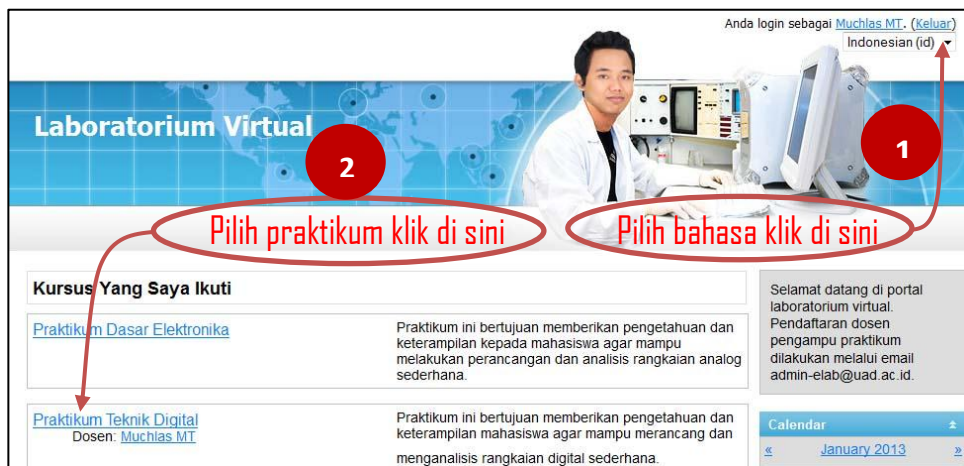 Anda login sebagai Muchlas MT. (Keluar)
Indonesian (id)
Laboratorium Virtual
1
2
Pilih praktikum klik di sini
Pilih bahasa klik di sini
Kursus Yang Saya Ikuti
Praktikum Dasar Elektronika
Praktikum ini bertujuan memberikan pengetahuan dan
keterampilan kepada mahasiswa agar mampu
melakukan perancangan dan analisis rangkaian analog
sederhana.
Praktikum Teknik Digital
Dosen: Muchlas MT
Praktikum ini bertujuan memberikan pengetahuan dan
keterampilan mahasiswa agar mampu merancang dan
menganalisis rangkaian digital sederhana.
Selamat datang di portal
laboratorium virtual.
Pendaftaran dosen
pengampu praktikum
dilakukan melalui email
admin-elab@uad.ac.id.
Calendar
« January 2013 »